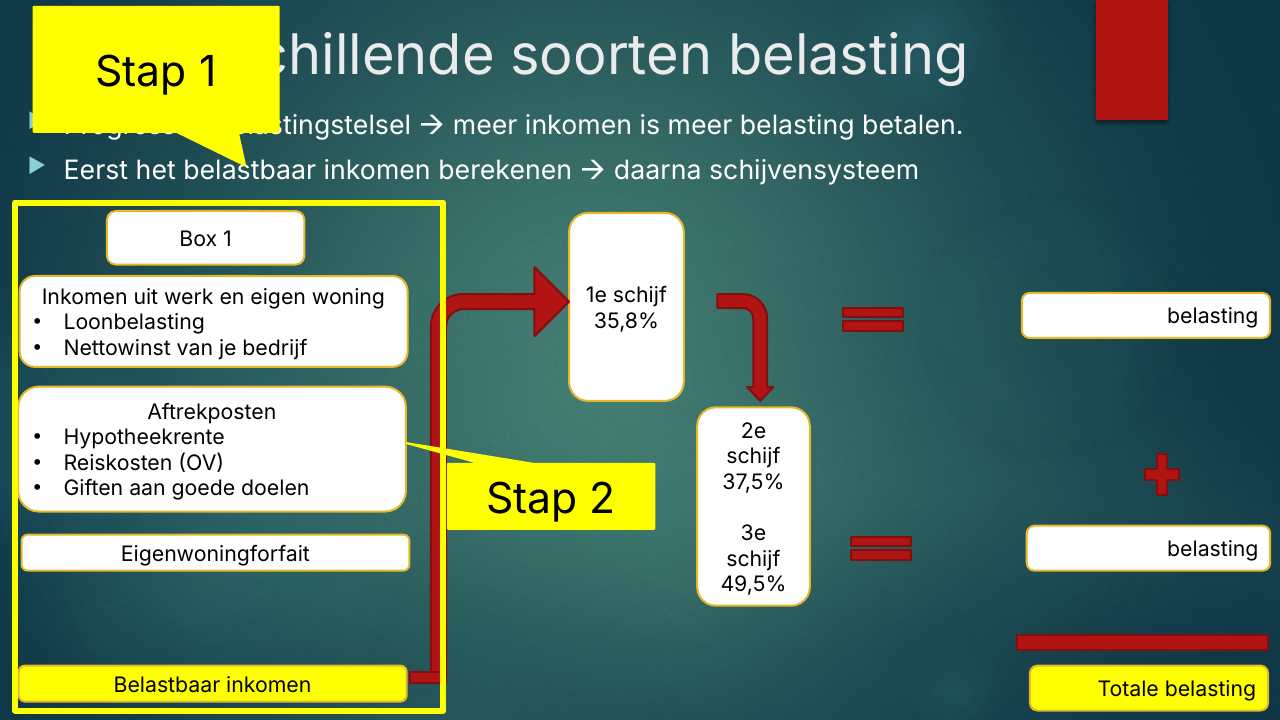 Stap 1
chillende soorten belasting
stingstelsel → meer inkomen is meer belasting betalen.
Eerst het belastbaar inkomen berekenen → daarna schijvensysteem
Box 1
Inkomen uit werk en eigen woning
• Loonbelasting
• Nettowinst van je bedrijf
Aftrekposten
• Hypotheekrente
• Reiskosten (OV)
• Giften aan goede doelen
Eigenwoningforfait
Belastbaar inkomen
Stap 2
1e schijf
35,8%
2e
schijf
37,5%
3e
schijf
49,5%
belasting
belasting
Totale belasting